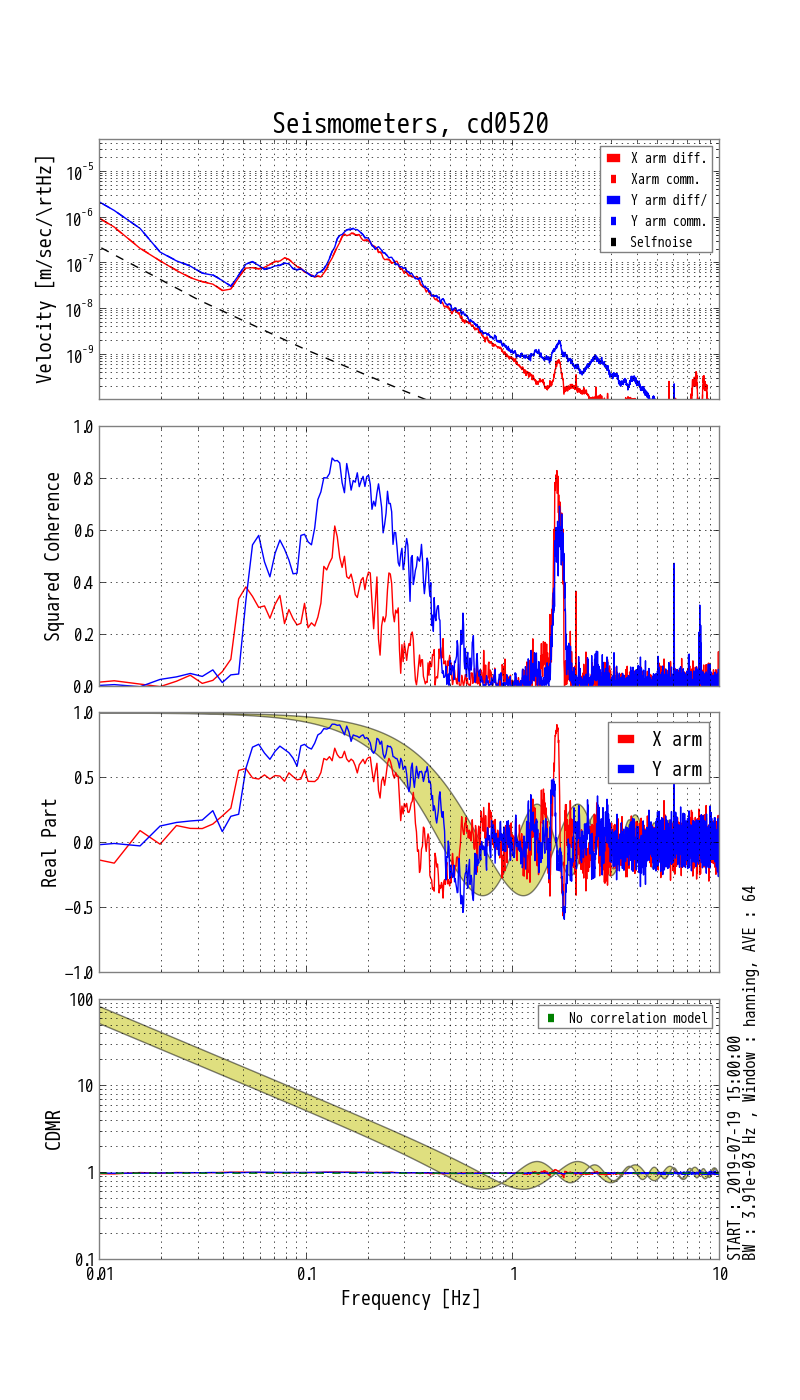 Seismometers, cd0520
Velocity [m/sec/\rtHz]
10^-5
10^-6
10^-7
10^-8
10^-9
X arm diff.
Xarm comm.
Y arm diff/
Y arm comm.
Selfnoise
Squared Coherence
1.0
0.8
0.6
0.4
0.2
0.0
Real Part
1.0
0.5
0.0
−0.5
−1.0
X arm
Y arm
CDMR
100
10
1
0.1
No correlation model
0.01
0.1
1
10
Frequency [Hz]
START : 2019-07-19 15:00:00
BW : 3.91e-03 Hz , Window : hanning, AVE : 64